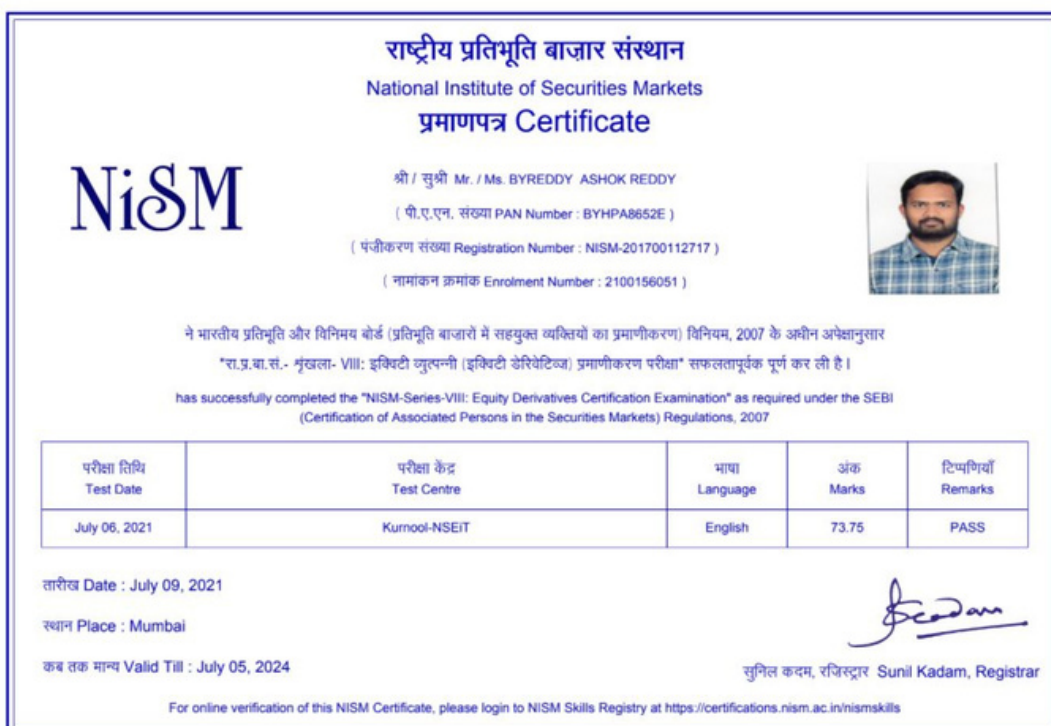 राष्ट्रीय प्रतिभूति बाज़ार संस्थान
National Institute of Securities Markets
प्रमाणपत्र Certificate
NiSM
श्री / सुश्री Mr. / Ms. BYREDDY ASHOK REDDY
( पी.ए.एन. संख्या PAN Number : BYHPA8652E )
( पंजीकरण संख्या Registration Number : NISM-201700112717 )
( नामांकन क्रमांक Enrolment Number : 2100156051 )
ने भारतीय प्रतिभूति और विनिमय बोर्ड (प्रतिभूति बाजारों में सहयुक्त व्यक्तियों का प्रमाणीकरण) विनियम, 2007 के अधीन अपेक्षानुसार
"रा.प्र.बा.सं.- शृंखला- VIII: इक्विटी व्युत्पन्नी (इक्विटी डेरिवेटिव्ज) प्रमाणीकरण परीक्षा" सफलतापूर्वक पूर्ण कर ली है ।
has successfully completed the "NISM-Series-VIII: Equity Derivatives Certification Examination" as required under the SEBI
(Certification of Associated Persons in the Securities Markets) Regulations, 2007
परीक्षा तिथि परीक्षा केंद्र भाषा अंक टिप्पणियाँ
Test Date Test Centre Language Marks Remarks
July 06, 2021 Kurnool-NSEiT English 73.75 PASS
तारीख Date : July 09, 2021
स्थान Place : Mumbai
कब तक मान्य Valid Till : July 05, 2024
सुनिल कदम, रजिस्ट्रार Sunil Kadam, Registrar
For online verification of this NISM Certificate, please login to NISM Skills Registry at https://certifications.nism.ac.in/nismskills